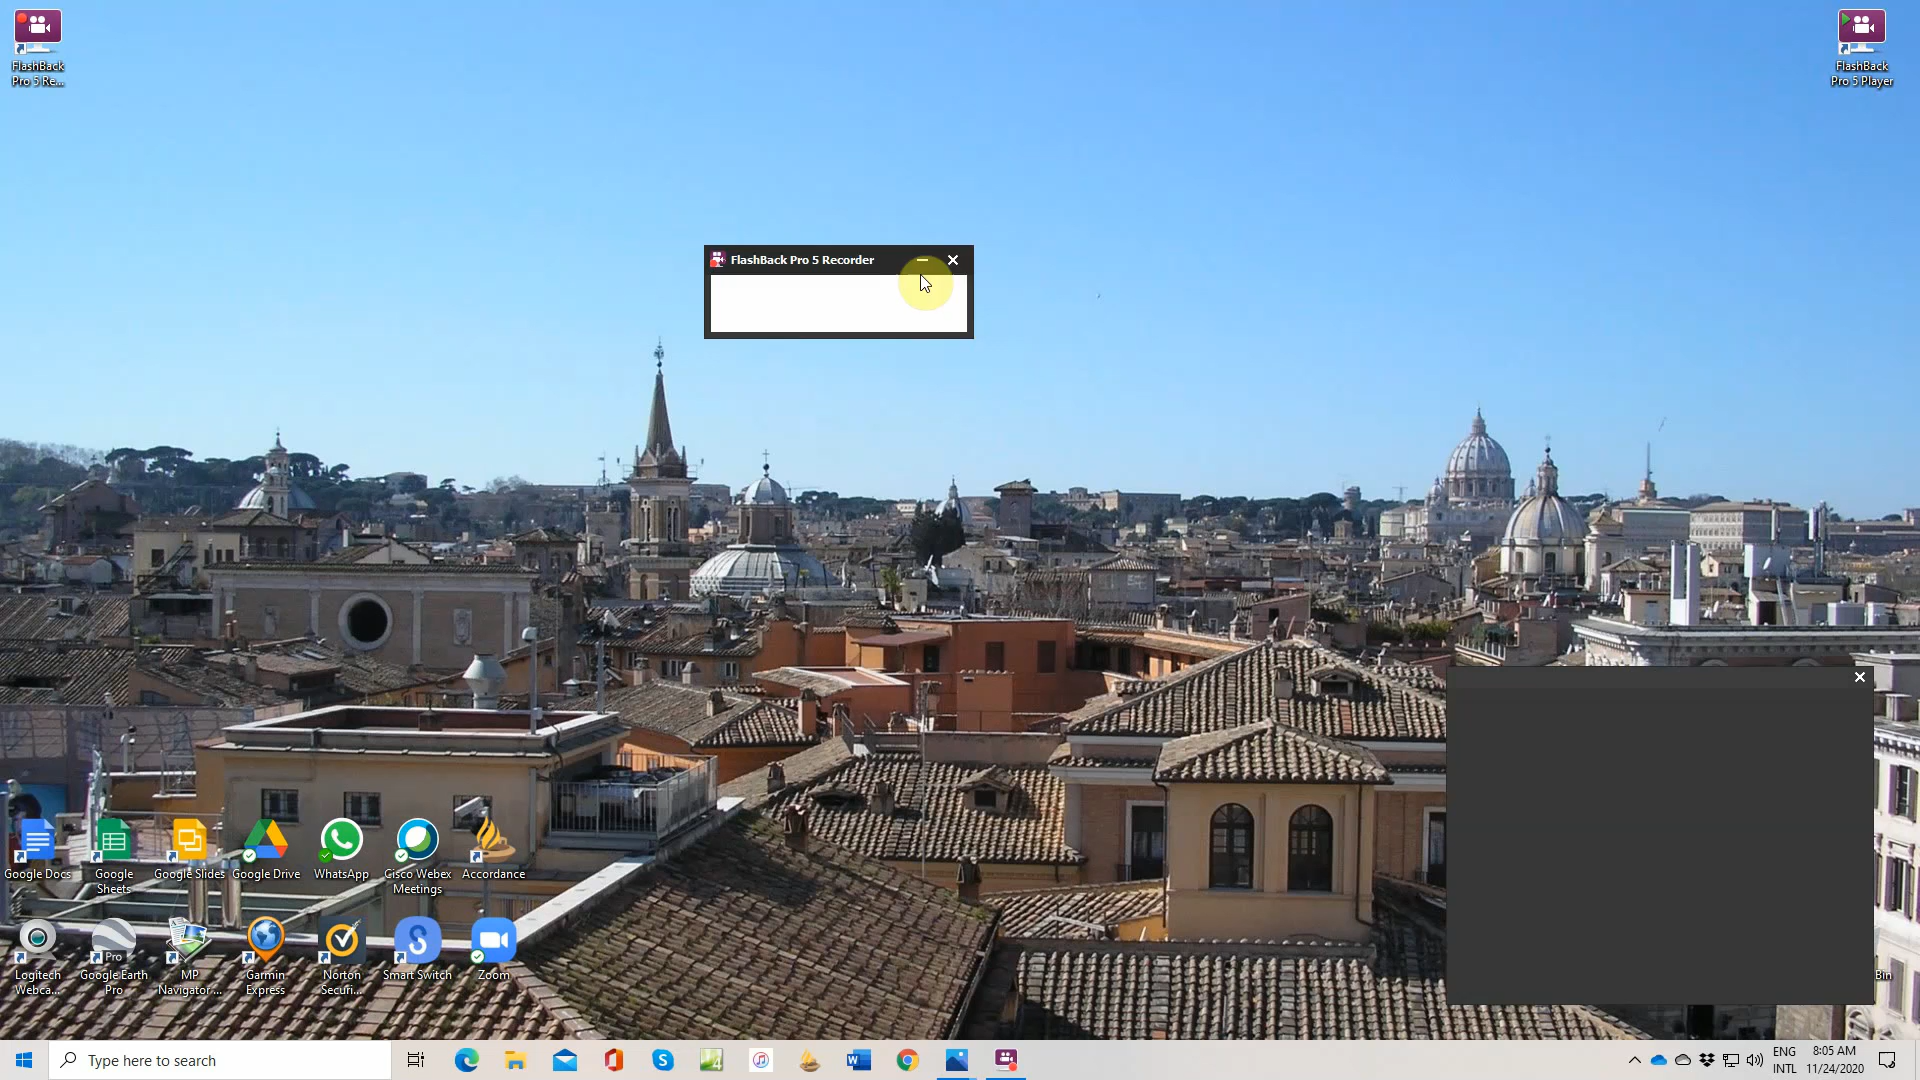 FlashBack
Pro 5 Re...
FlashBack
Pro 5 Player
FlashBack Pro 5 Recorder
Google Docs
Google
Sheets
Google Slides
Google Drive
WhatsApp
Cisco Webex
Meetings
Accordance
Logitech
Webca...
Pro
Google Earth
Pro
MP
Navigator ...
Garmin
Express
Norton
Securi...
Smart Switch
Zoom
Bin
Type here to search
ENG
INTL
8:05 AM
11/24/2020